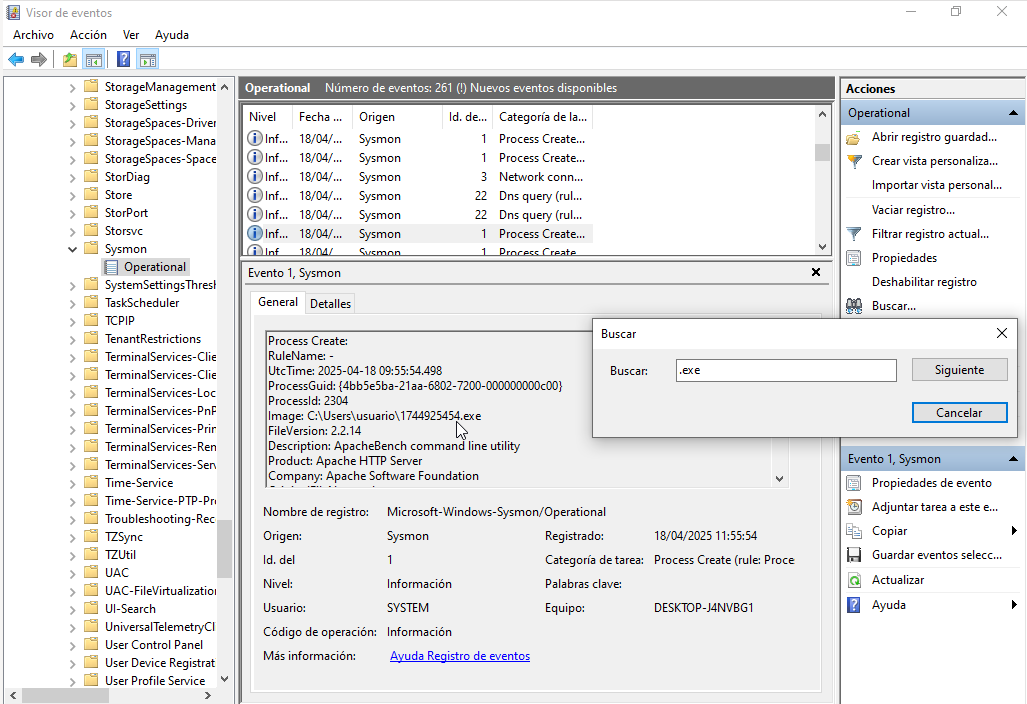 Visor de eventos
Archivo Acción Ver Ayuda
StorageManagement
StorageSettings
StorageSpaces-Driver
StorageSpaces-Mana
StorageSpaces-Space
StorDiag
Store
StorPort
Storsvc
Sysmon
Operational
SystemSettingsThresh
TaskScheduler
TCPIP
TenantRestrictions
TerminalServices-Clie
TerminalServices-Clie
TerminalServices-Loc
TerminalServices-PnP
TerminalServices-Prin
TerminalServices-Ren
TerminalServices-Serv
Time-Service
Time-Service-PTP-Pro
Troubleshooting-Rec
TZSync
TZUtil
UAC
UAC-FileVirtualization
UI-Search
UniversalTelemetryCl
User Control Panel
User Device Registrat
User Profile Service
Operational Número de eventos: 261 (!) Nuevos eventos disponibles
Nivel Fecha ... Origen Id. de... Categoría de la...
Inf... 18/04/... Sysmon 1 Process Create...
Inf... 18/04/... Sysmon 1 Process Create...
Inf... 18/04/... Sysmon 3 Network conn...
Inf... 18/04/... Sysmon 22 Dns query (rul...
Inf... 18/04/... Sysmon 22 Dns query (rul...
Inf... 18/04/... Sysmon 1 Process Create...
Inf... 18/04/... Sysmon 1 Process Create...
Evento 1, Sysmon
General Detalles
Process Create:
RuleName: -
UtcTime: 2025-04-18 09:55:54.498
ProcessGuid: {4bb5e5ba-21aa-6802-7200-000000000c00}
ProcessId: 2304
Image: C:\Users\usuario\1744925454.exe
FileVersion: 2.2.14
Description: ApacheBench command line utility
Product: Apache HTTP Server
Company: Apache Software Foundation
Nombre de registro: Microsoft-Windows-Sysmon/Operational
Origen: Sysmon Registrado: 18/04/2025 11:55:54
Id. del 1 Categoría de tarea: Process Create (rule: Proce
Nivel: Información Palabras clave:
Usuario: SYSTEM Equipo: DESKTOP-J4NVBG1
Código de operación: Información
Más información: Ayuda Registro de eventos
Acciones
Operational
Abrir registro guardad...
Crear vista personaliza...
Importar vista personal...
Vaciar registro...
Filtrar registro actual...
Propiedades
Deshabilitar registro
Buscar...
Buscar
Buscar: .exe Siguiente
Cancelar
Evento 1, Sysmon
Propiedades de evento
Adjuntar tarea a este e...
Copiar
Guardar eventos selecc...
Actualizar
Ayuda